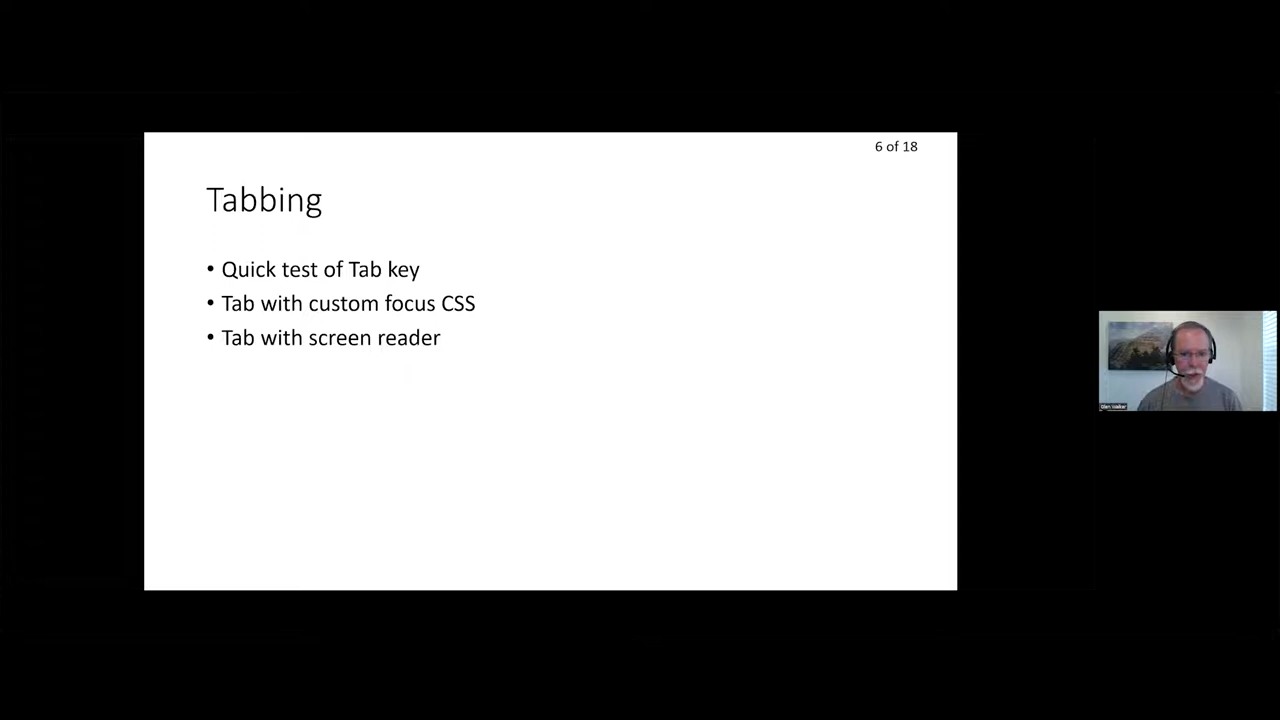 6 of 18
Tabbing
• Quick test of Tab key
• Tab with custom focus CSS
• Tab with screen reader